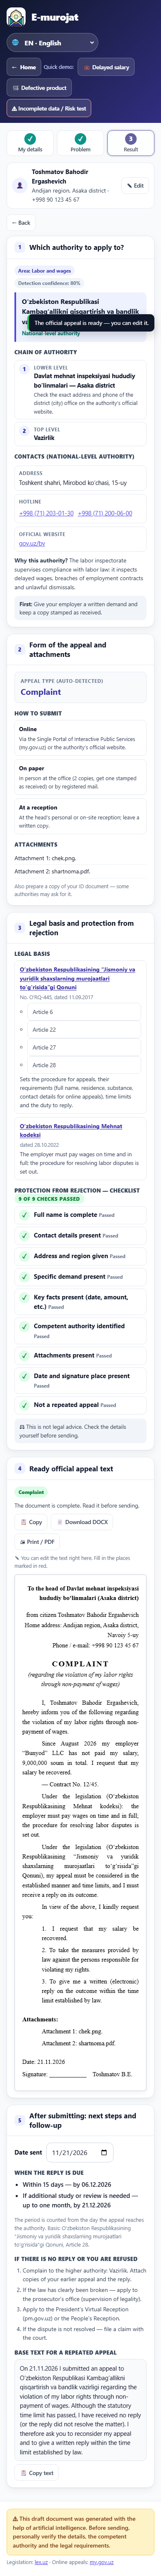 E-murojat
EN - English
← Home
Quick demo:
Delayed salary
Defective product
Incomplete data / Risk test
✓
My details
✓
Problem
3
Result
Toshmatov Bahodir
Ergashevich
Andijan region, Asaka district ·
+998 90 123 45 67
Edit
← Back
1
Which authority to apply to?
Area: Labor and wages
Detection confidence: 80%
O'zbekiston Respublikasi
Kambag'allikni qisqartirish va bandlik
The official appeal is ready — you can edit it.
National-level authority
CHAIN OF AUTHORITY
1
LOWER LEVEL
Davlat mehnat inspeksiyasi hududiy
bo'linmalari — Asaka district
Check the exact address and phone of the
district (city) office on the authority's official
website.
2
TOP LEVEL
Vazirlik
CONTACTS (NATIONAL-LEVEL AUTHORITY)
ADDRESS
Toshkent shahri, Mirobod ko'chasi, 15-uy
HOTLINE
+998 (71) 203-01-30 +998 (71) 200-06-00
OFFICIAL WEBSITE
gov.uz/bv
Why this authority? The labor inspectorate
supervises compliance with labor law: it inspects
wage delays, absence of employment contracts
and unlawful dismissals.
First: Give your employer a written demand and
keep a copy stamped as received.
2
Form of the appeal and
attachments
APPEAL TYPE (AUTO-DETECTED)
Complaint
HOW TO SUBMIT
Online
Via the Single Portal of Interactive Public Services
(my.gov.uz) or the authority's official website.
On paper
In person at the office (2 copies, get one stamped
as received) or by registered mail.
At a reception
At the head's personal or on-site reception; leave a
written copy.
ATTACHMENTS
Attachment 1: chek.png.
Attachment 2: shartnoma.pdf.
Also prepare a copy of your ID document — some
authorities may ask for it.
3
Legal basis and protection from
rejection
LEGAL BASIS
O'zbekiston Respublikasining "Jismoniy va
yuridik shaxslarning murojaatlari
to'g'risida"gi Qonuni
No. O'RQ-445, dated 11.09.2017
Article 6
Article 22
Article 27
Article 28
Sets the procedure for appeals, their
requirements (full name, residence, substance,
contact details for online appeals), time limits
and the duty to reply.
O'zbekiston Respublikasining Mehnat
kodeksi
dated 28.10.2022
The employer must pay wages on time and in
full; the procedure for resolving labor disputes is
set out.
PROTECTION FROM REJECTION — CHECKLIST
9 OF 9 CHECKS PASSED
✓ Full name is complete Passed
✓ Contact details present Passed
✓ Address and region given Passed
✓ Specific demand present Passed
✓ Key facts present (date, amount,
etc.) Passed
✓ Competent authority identified
Passed
✓ Attachments present Passed
✓ Date and signature place present
Passed
✓ Not a repeated appeal Passed
This is not legal advice. Check the details
yourself before sending.
4
Ready official appeal text
Complaint
The document is complete. Read it before sending.
Copy
Download DOCX
Print / PDF
You can edit the text right here. Fill in the places
marked in red.
To the head of Davlat mehnat inspeksiyasi
hududiy bo'linmalari (Asaka district)
from citizen Toshmatov Bahodir Ergashevich
Home address: Andijan region, Asaka district,
Navoiy 5-uy
Phone / e-mail: +998 90 123 45 67
COMPLAINT
(regarding the violation of my labor rights
through non-payment of wages)
I, Toshmatov Bahodir Ergashevich,
hereby inform you of the following regarding
the violation of my labor rights through non-
payment of wages.
Since August 2026 my employer
"Bunyod" LLC has not paid my salary,
9,000,000 soum in total. I request that my
salary be recovered.
— Contract No. 12/45.
Under the legislation (O'zbekiston
Respublikasining Mehnat kodeksi): the
employer must pay wages on time and in full;
the procedure for resolving labor disputes is
set out.
Under the legislation (O'zbekiston
Respublikasining "Jismoniy va yuridik
shaxslarning murojaatlari to'g'risida"gi
Qonuni), my appeal must be considered in the
established manner and time limits, and I must
receive a reply on its outcome.
In view of the above, I kindly request
you:
1. I request that my salary be
recovered.
2. To take the measures provided by
law against the persons responsible for
violating my rights.
3. To give me a written (electronic)
reply on the outcome within the time
limit established by law.
Attachments:
Attachment 1: chek.png.
Attachment 2: shartnoma.pdf.
Date: 21.11.2026
Signature: ____________ Toshmatov B.E.
5
After submitting: next steps and
follow-up
Date sent 11/21/2026
WHEN THE REPLY IS DUE
Within 15 days — by 06.12.2026
If additional study or review is needed —
up to one month, by 21.12.2026
The period is counted from the day the appeal reaches
the authority. Basis: O'zbekiston Respublikasining
"Jismoniy va yuridik shaxslarning murojaatlari
to'g'risida"gi Qonuni, Article 28.
IF THERE IS NO REPLY OR YOU ARE REFUSED
1. Complain to the higher authority: Vazirlik. Attach
copies of your earlier appeal and the reply.
2. If the law has clearly been broken — apply to
the prosecutor's office (supervision of legality).
3. Apply to the President's Virtual Reception
(pm.gov.uz) or the People's Reception.
4. If the dispute is not resolved — file a claim with
the court.
BASE TEXT FOR A REPEATED APPEAL
On 21.11.2026 I submitted an appeal to
O'zbekiston Respublikasi Kambag'allikni
qisqartirish va bandlik vazirligi regarding the
violation of my labor rights through non-
payment of wages. Although the statutory
time limit has passed, I have received no reply
(or the reply did not resolve the matter). I
therefore ask you to reconsider my appeal
and to give a written reply within the time
limit established by law.
Copy text
This draft document was generated with the
help of artificial intelligence. Before sending,
personally verify the details, the competent
authority and the legal requirements.
Legislation: lex.uz · Online appeals: my.gov.uz